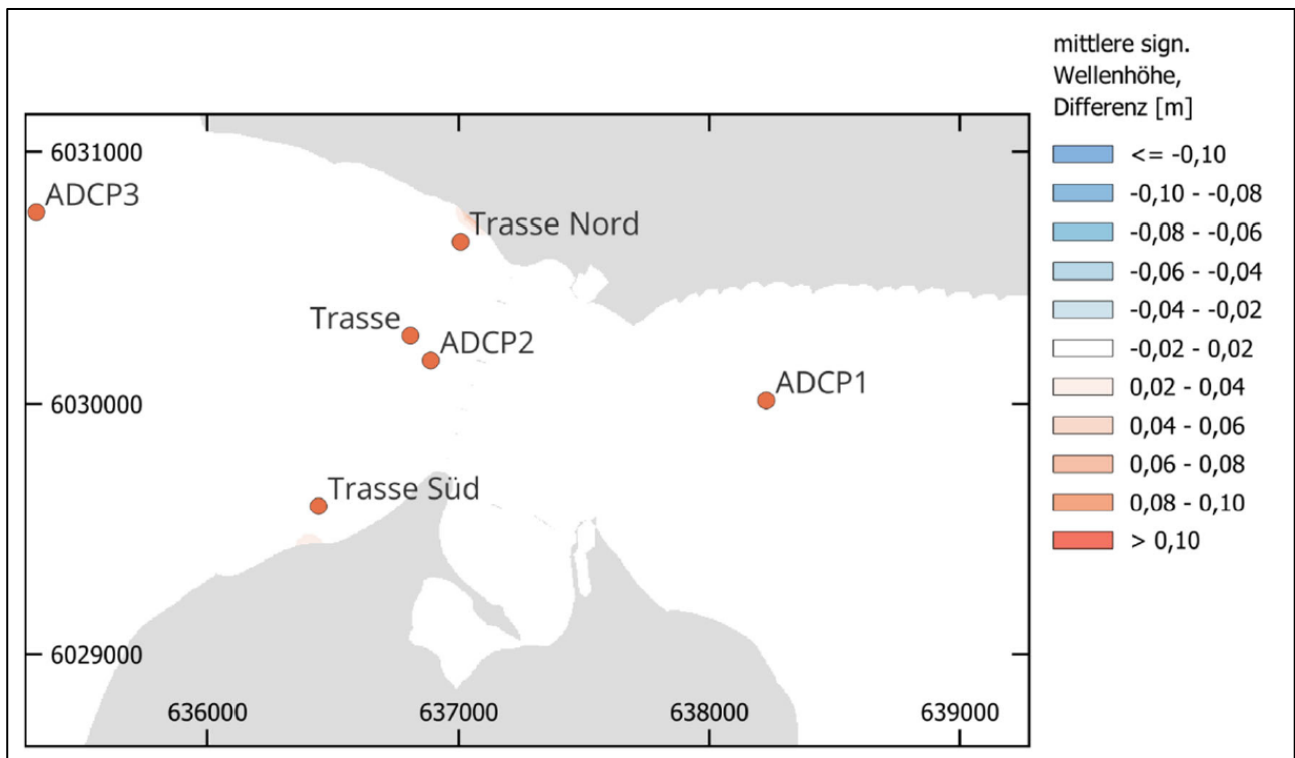 mittlere sign.
Wellenhöhe,
Differenz [m]
<= -0,10
-0,10 - -0,08
-0,08 - -0,06
-0,06 - -0,04
-0,04 - -0,02
-0,02 - 0,02
0,02 - 0,04
0,04 - 0,06
0,06 - 0,08
0,08 - 0,10
> 0,10
6031000
ADCP3
Trasse Nord
Trasse
ADCP2
ADCP1
6030000
Trasse Süd
6029000
636000
637000
638000
639000